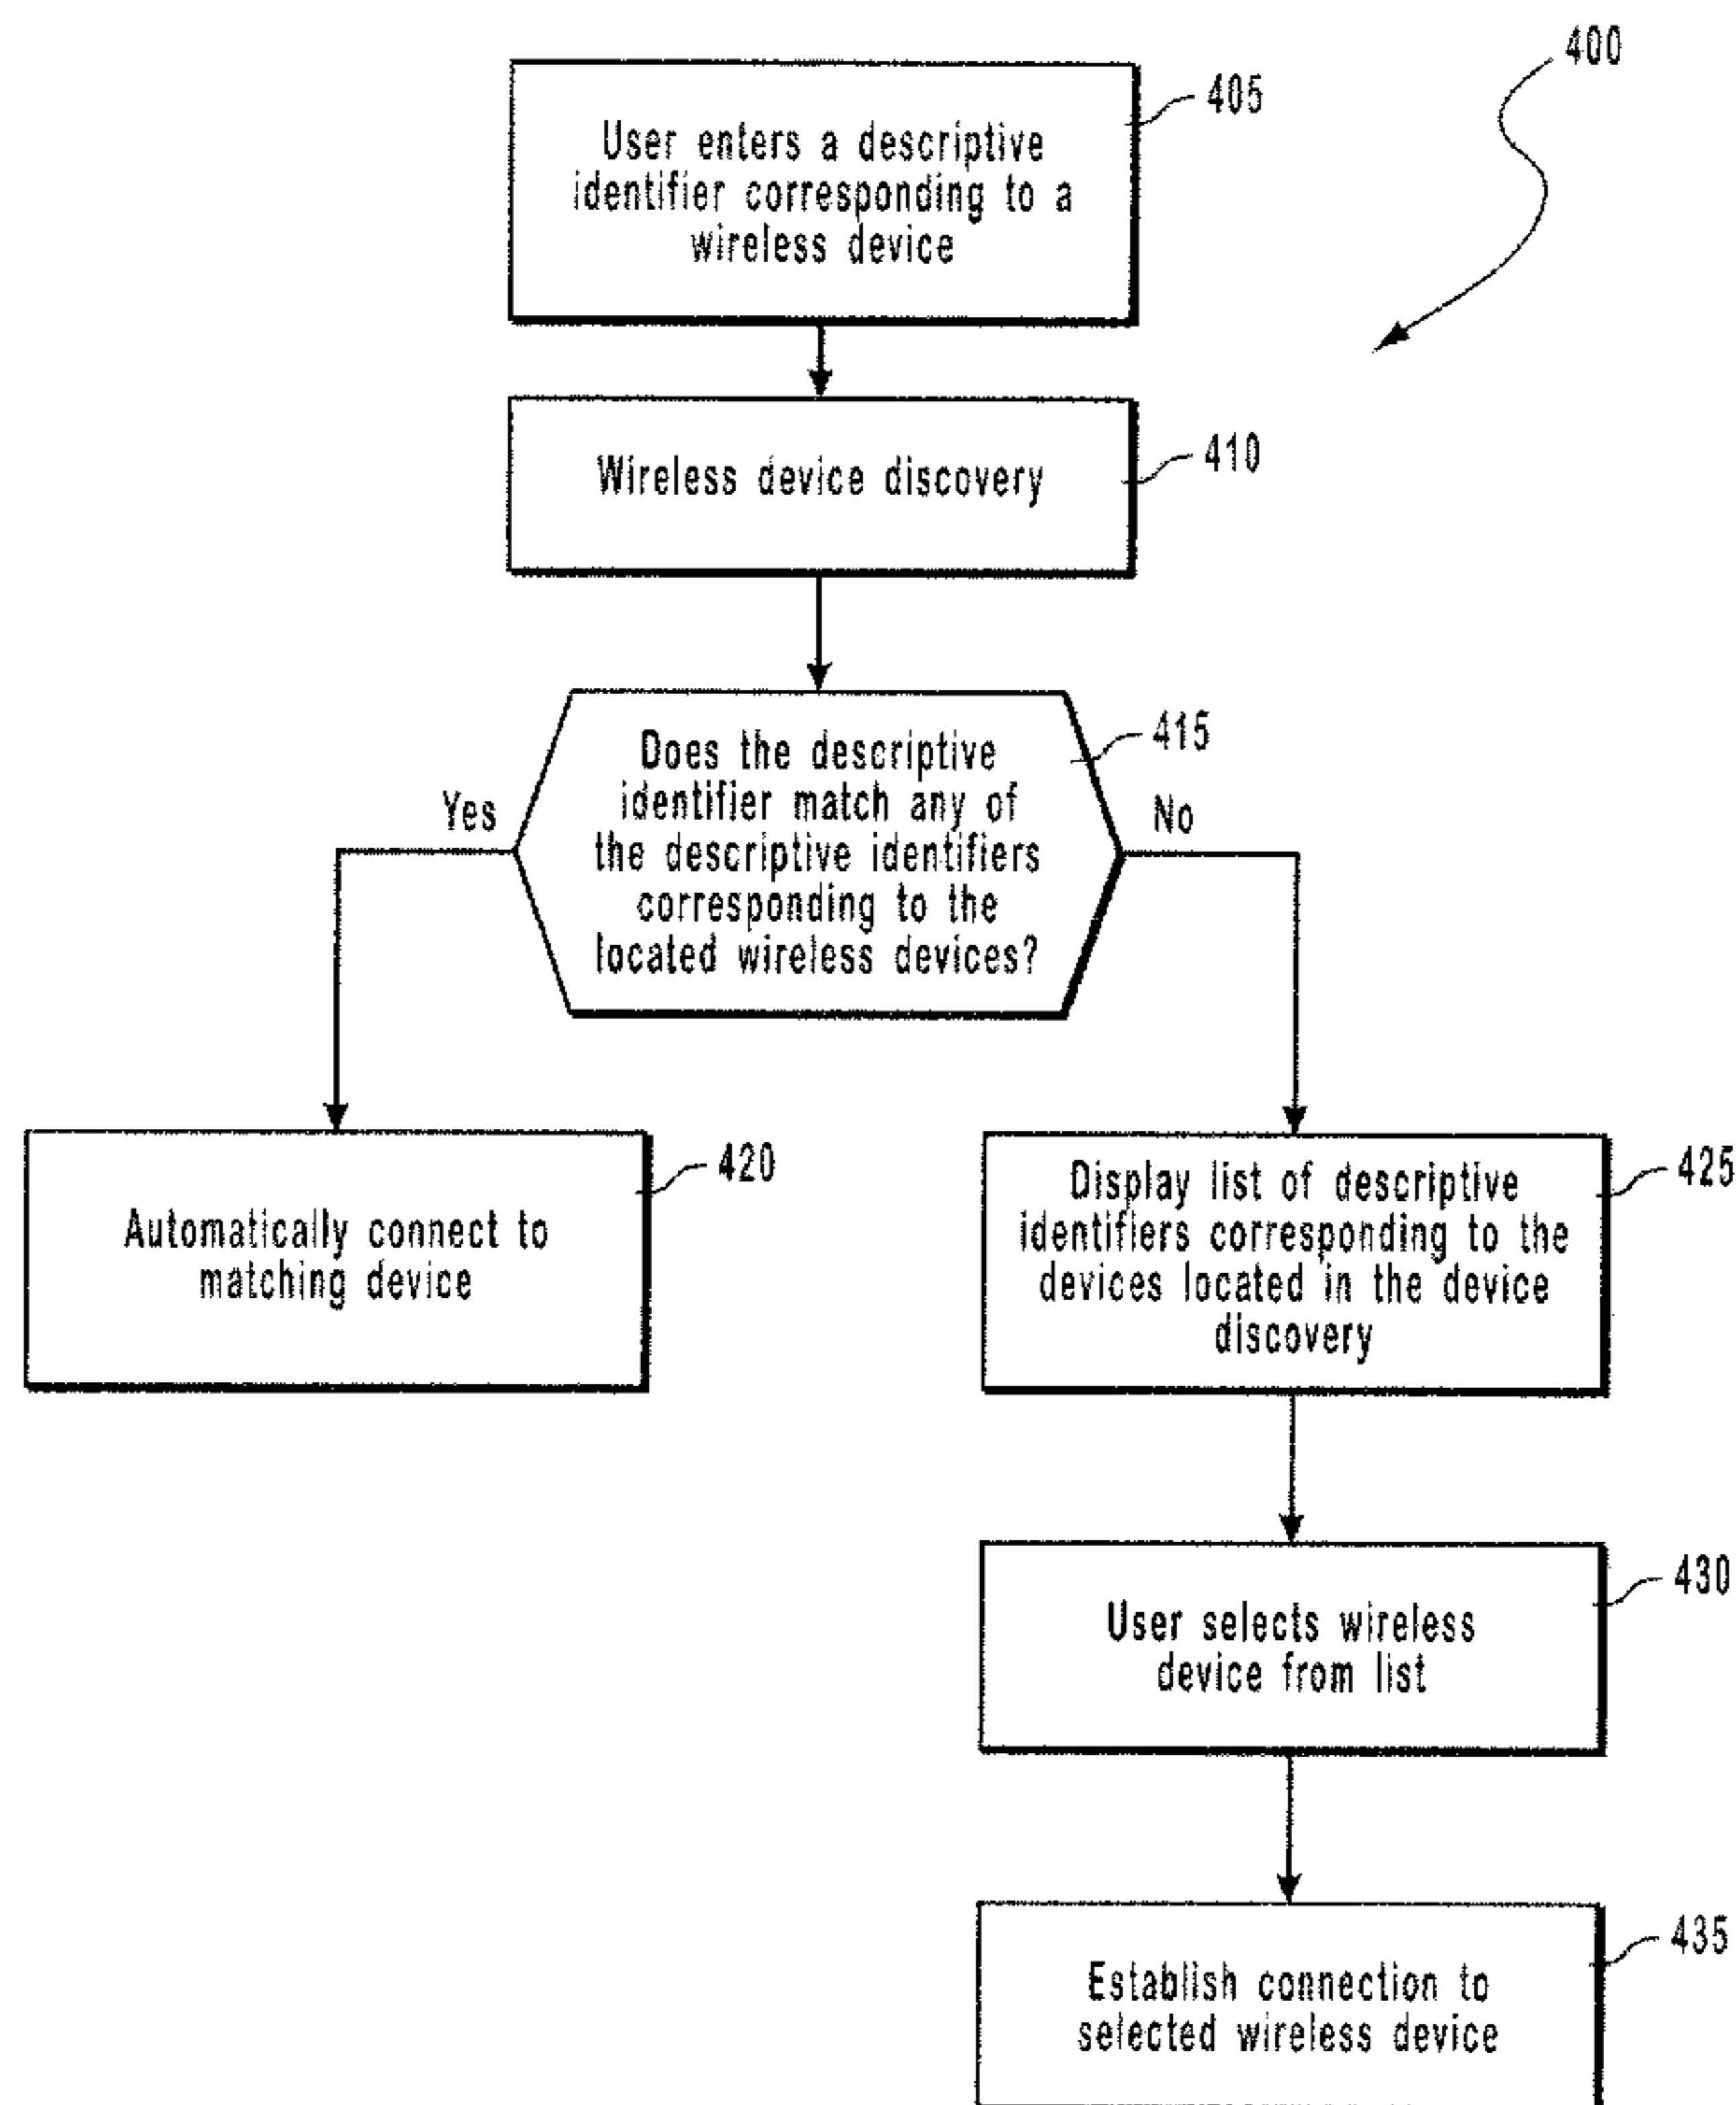 400
405
User enters a descriptive
identifier corresponding to a
wireless device
410
Wireless device discovery
415
Does the descriptive
identifier match any of
the descriptive identifiers
corresponding to the
located wireless devices?
Yes
No
420
Automatically connect to
matching device
425
Display list of descriptive
identifiers corresponding to the
devices located in the device
discovery
430
User selects wireless
device from list
435
Establish connection to
selected wireless device